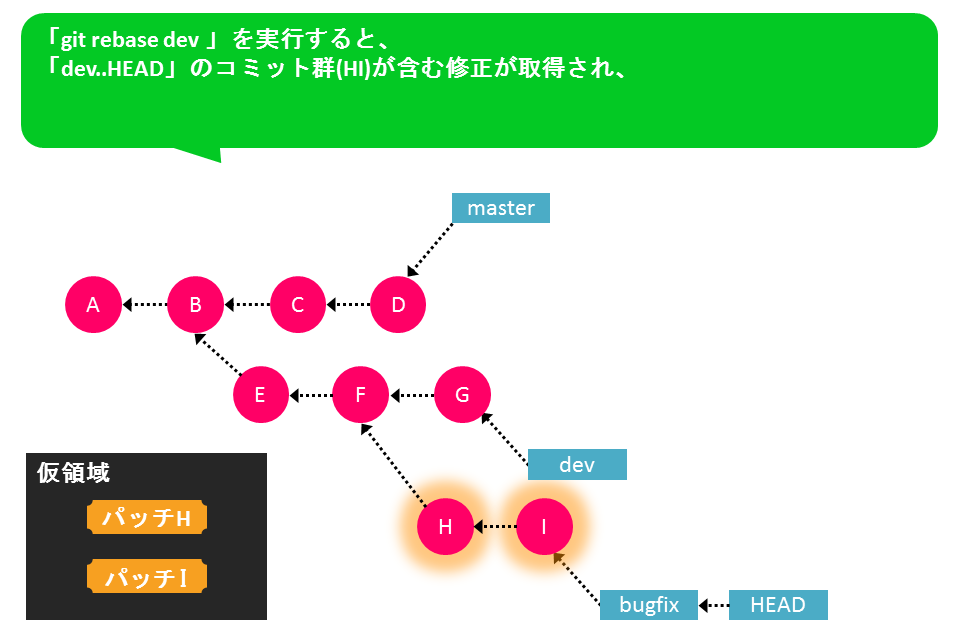 「git rebase dev 」を実行すると、
「dev..HEAD」のコミット群(HI)が含む修正が取得され、
master
A
B
C
D
E
F
G
dev
仮領域
パッチH
パッチI
H
I
bugfix
HEAD